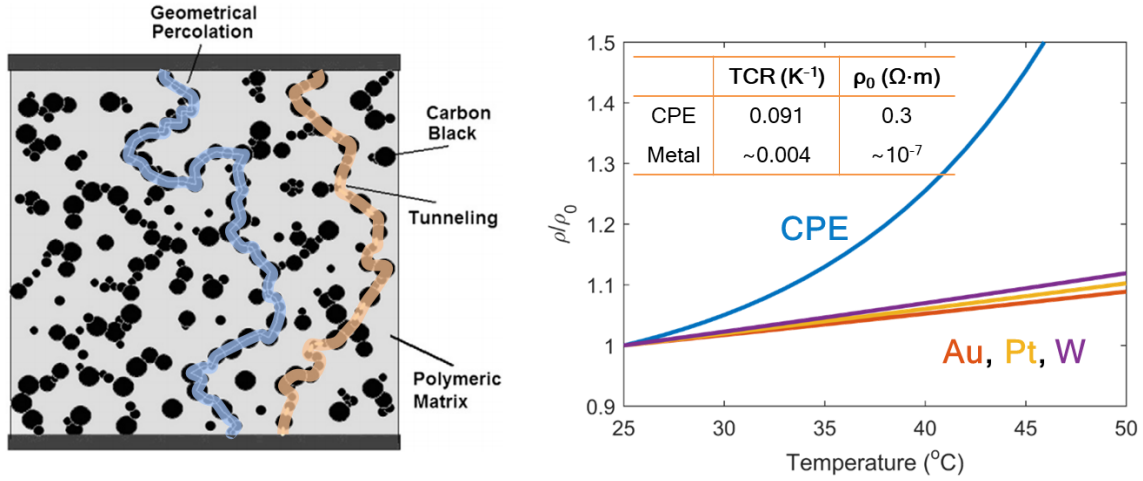 Geometrical
Percolation
Carbon
Black
Tunneling
Polymeric
Matrix
1.5
1.4
1.3
1.2
1.1
1
0.9
ρ/ρ₀
TCR (K⁻¹) ρ₀ (Ω·m)
CPE 0.091 0.3
Metal ~0.004 ~10⁻⁷
CPE
Au, Pt, W
25 30 35 40 45 50
Temperature (°C)